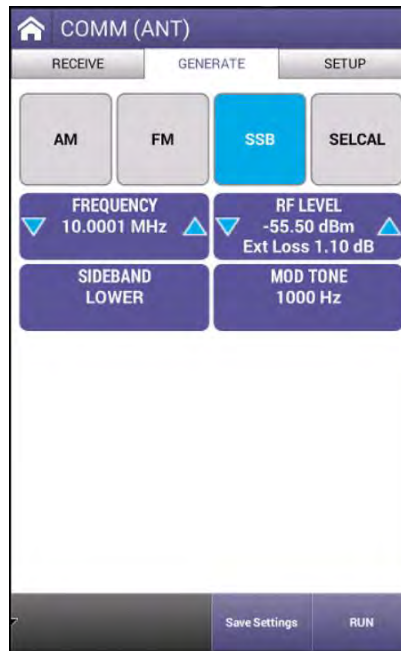 COMM (ANT)
RECEIVE GENERATE SETUP
AM FM SSB SELCAL
FREQUENCY
10.0001 MHz
RF LEVEL
-55.50 dBm
Ext Loss 1.10 dB
SIDEBAND
LOWER
MOD TONE
1000 Hz
Save Settings RUN